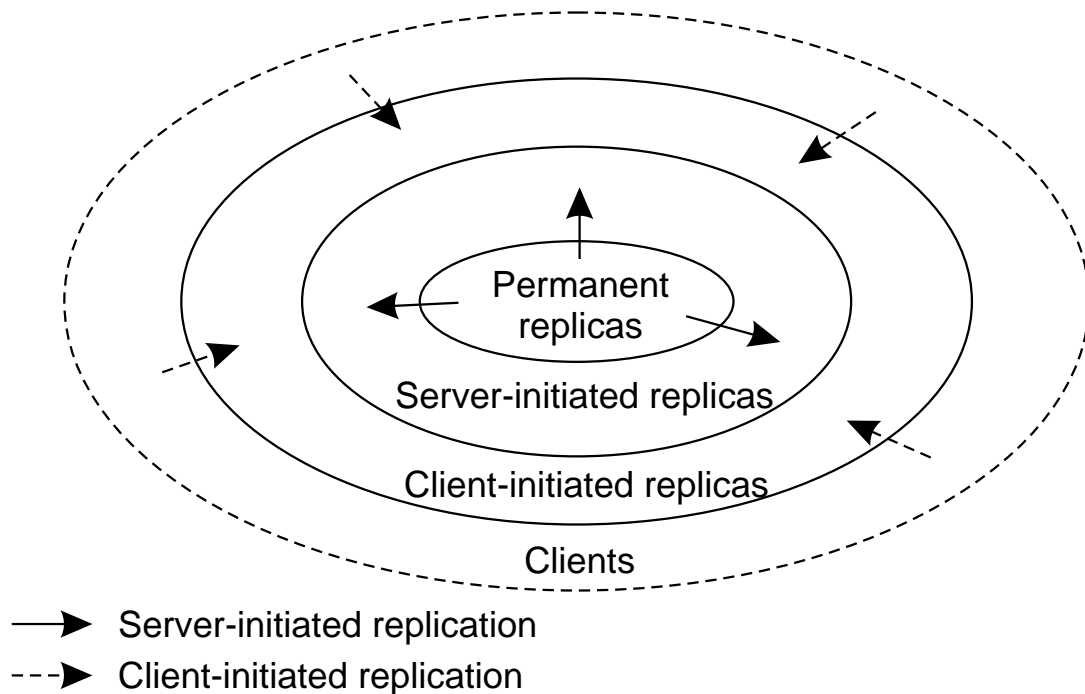 Permanent
replicas
Server-initiated replicas
Client-initiated replicas
Clients
Server-initiated replication
Client-initiated replication